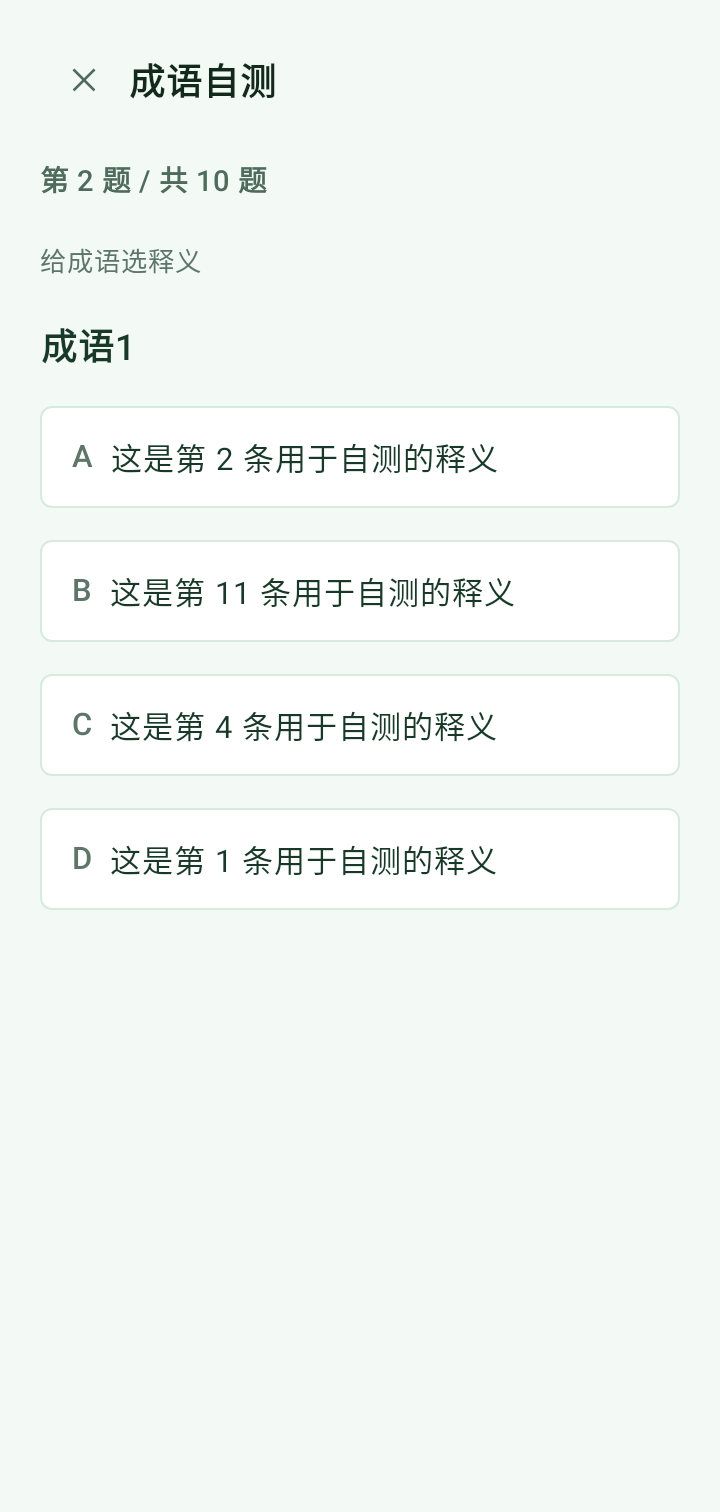 成语自测
第 2 题 / 共 10 题
给成语选释义
成语1
A 这是第 2 条用于自测的释义
B 这是第 11 条用于自测的释义
C 这是第 4 条用于自测的释义
D 这是第 1 条用于自测的释义